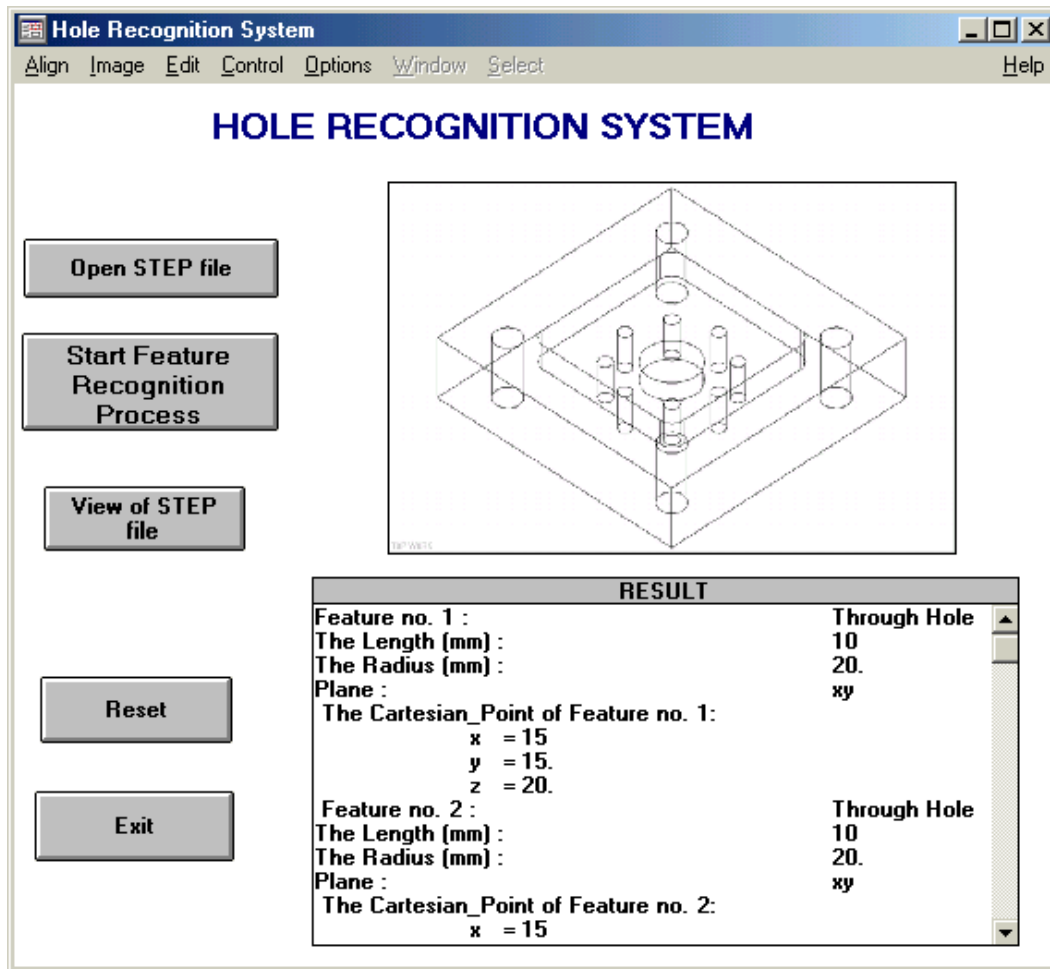 Hole Recognition System
Align Image Edit Control Options Window Select Help
HOLE RECOGNITION SYSTEM
Open STEP file
Start Feature
Recognition
Process
View of STEP
file
Reset
Exit
RESULT
Feature no. 1 : Through Hole
The Length (mm) : 10
The Radius (mm) : 20.
Plane : xy
The Cartesian_Point of Feature no. 1:
x = 15
y = 15.
z = 20.
Feature no. 2 : Through Hole
The Length (mm) : 10
The Radius (mm) : 20.
Plane : xy
The Cartesian_Point of Feature no. 2:
x = 15